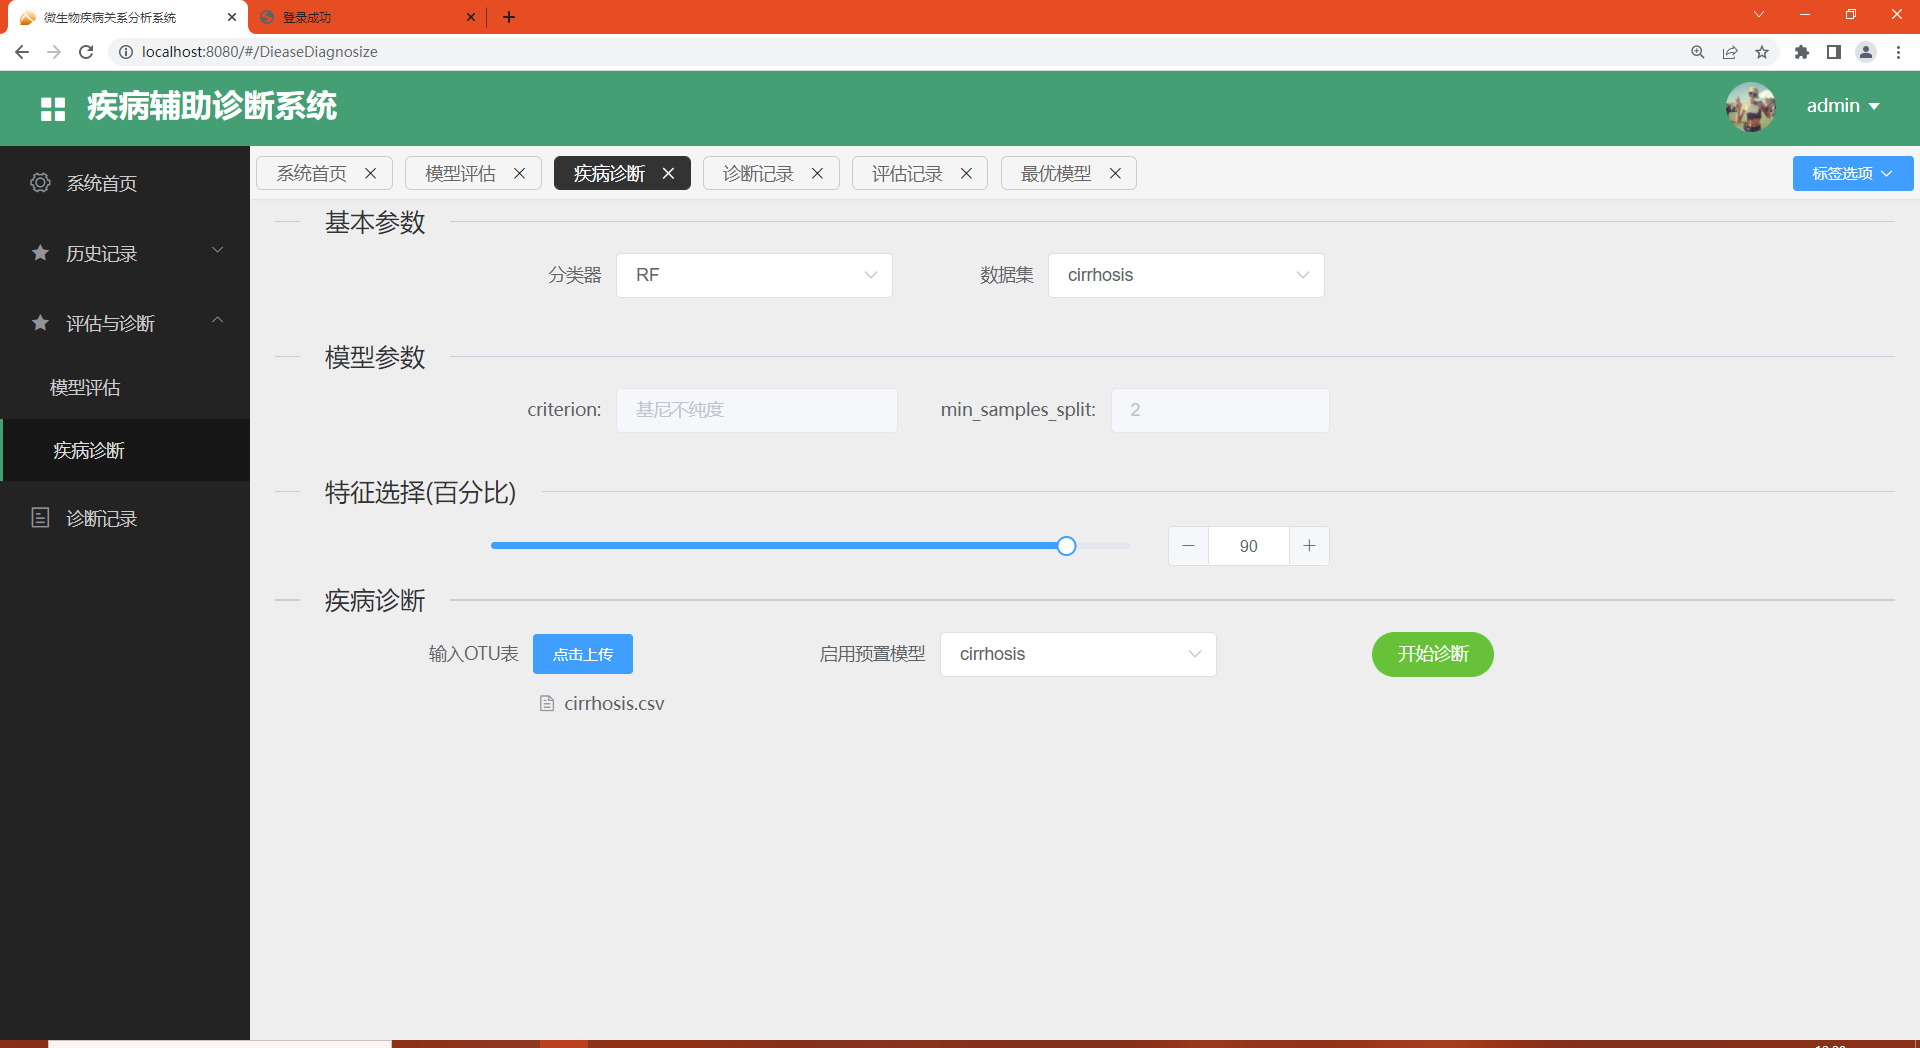 微生物疾病关系分析系统
登录成功
localhost:8080/#/DieaseDiagnosize
疾病辅助诊断系统
admin
系统首页
历史记录
评估与诊断
模型评估
疾病诊断
诊断记录
系统首页 模型评估 疾病诊断 诊断记录 评估记录 最优模型
标签选项
基本参数
分类器 RF 数据集 cirrhosis
模型参数
criterion: 基尼不纯度 min_samples_split: 2
特征选择(百分比)
90
疾病诊断
输入OTU表 点击上传 启用预置模型 cirrhosis 开始诊断
cirrhosis.csv